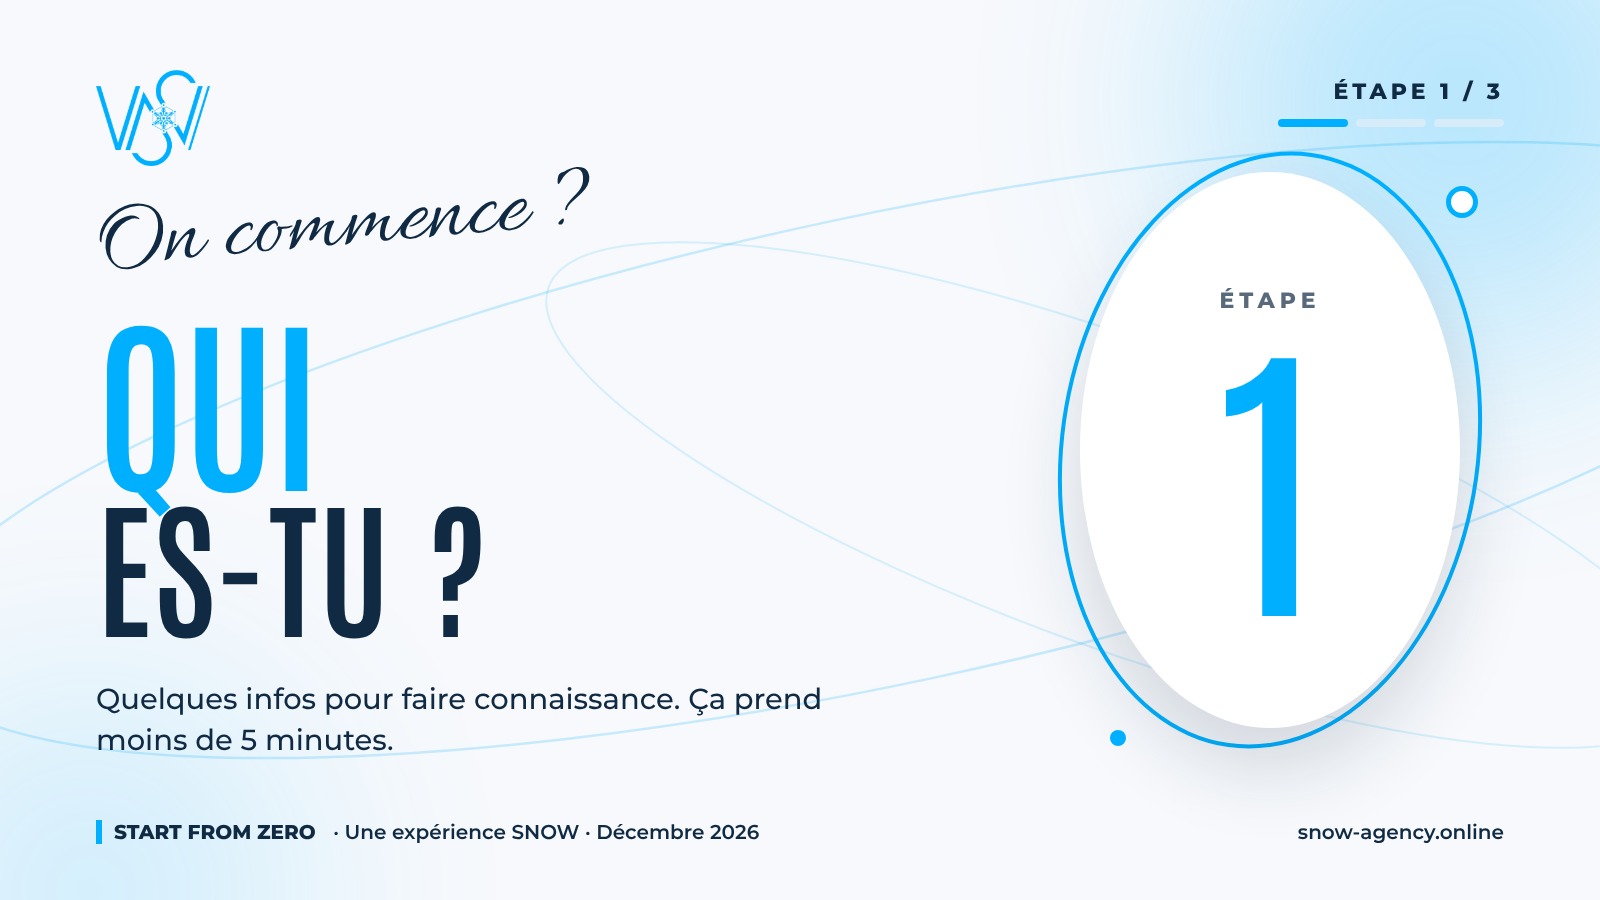 ÉTAPE 1 / 3
On commence ?
QUI
ES-TU ?
Quelques infos pour faire connaissance. Ça prend
moins de 5 minutes.
ÉTAPE
1
START FROM ZERO · Une expérience SNOW · Décembre 2026
snow-agency.online